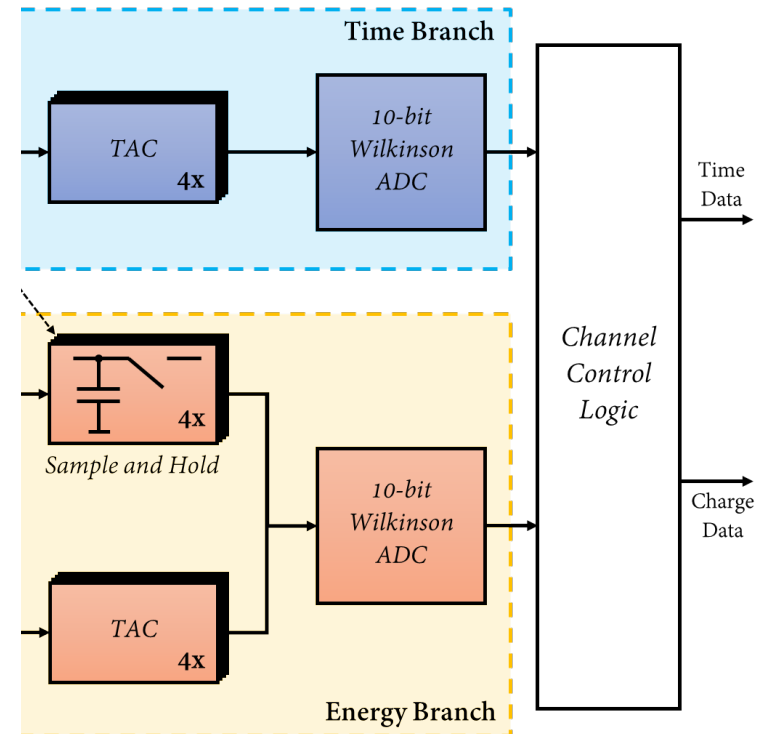 Time Branch
TAC
4x
10-bit
Wilkinson
ADC
Time
Data
Channel
Control
Logic
4x
Sample and Hold
10-bit
Wilkinson
ADC
Charge
Data
TAC
4x
Energy Branch